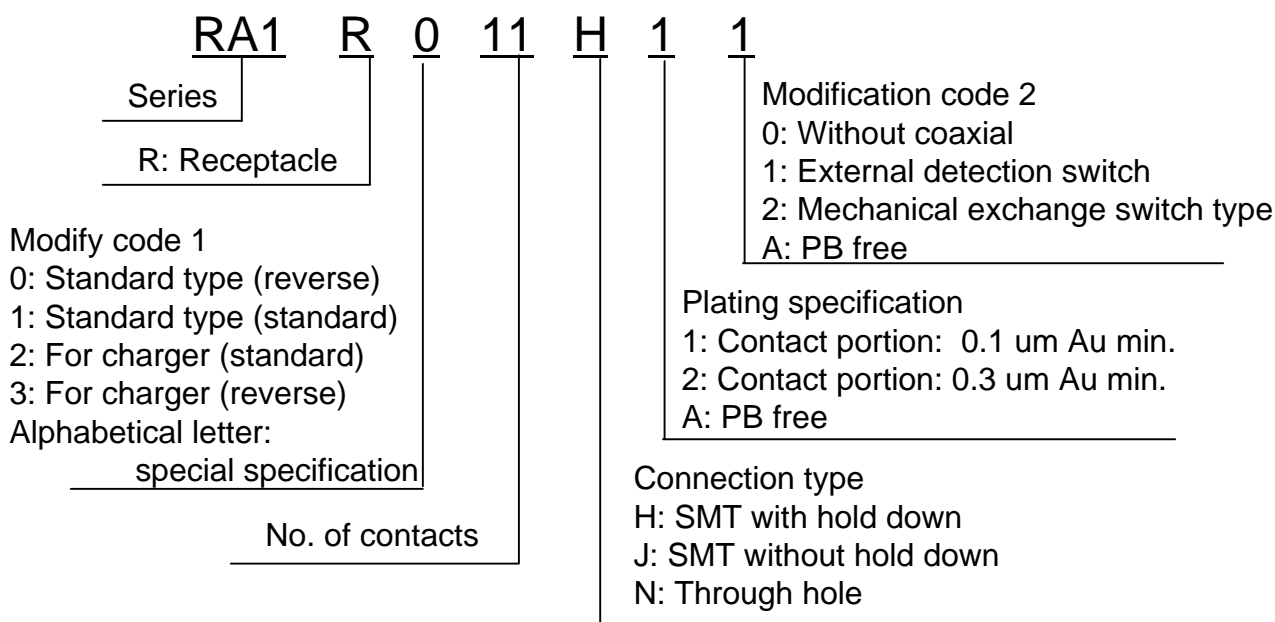 RA1 R 0 11 H 1 1
Series
R: Receptacle
Modify code 1
0: Standard type (reverse)
1: Standard type (standard)
2: For charger (standard)
3: For charger (reverse)
Alphabetical letter:
special specification
No. of contacts
Modification code 2
0: Without coaxial
1: External detection switch
2: Mechanical exchange switch type
A: PB free
Plating specification
1: Contact portion: 0.1 um Au min.
2: Contact portion: 0.3 um Au min.
A: PB free
Connection type
H: SMT with hold down
J: SMT without hold down
N: Through hole